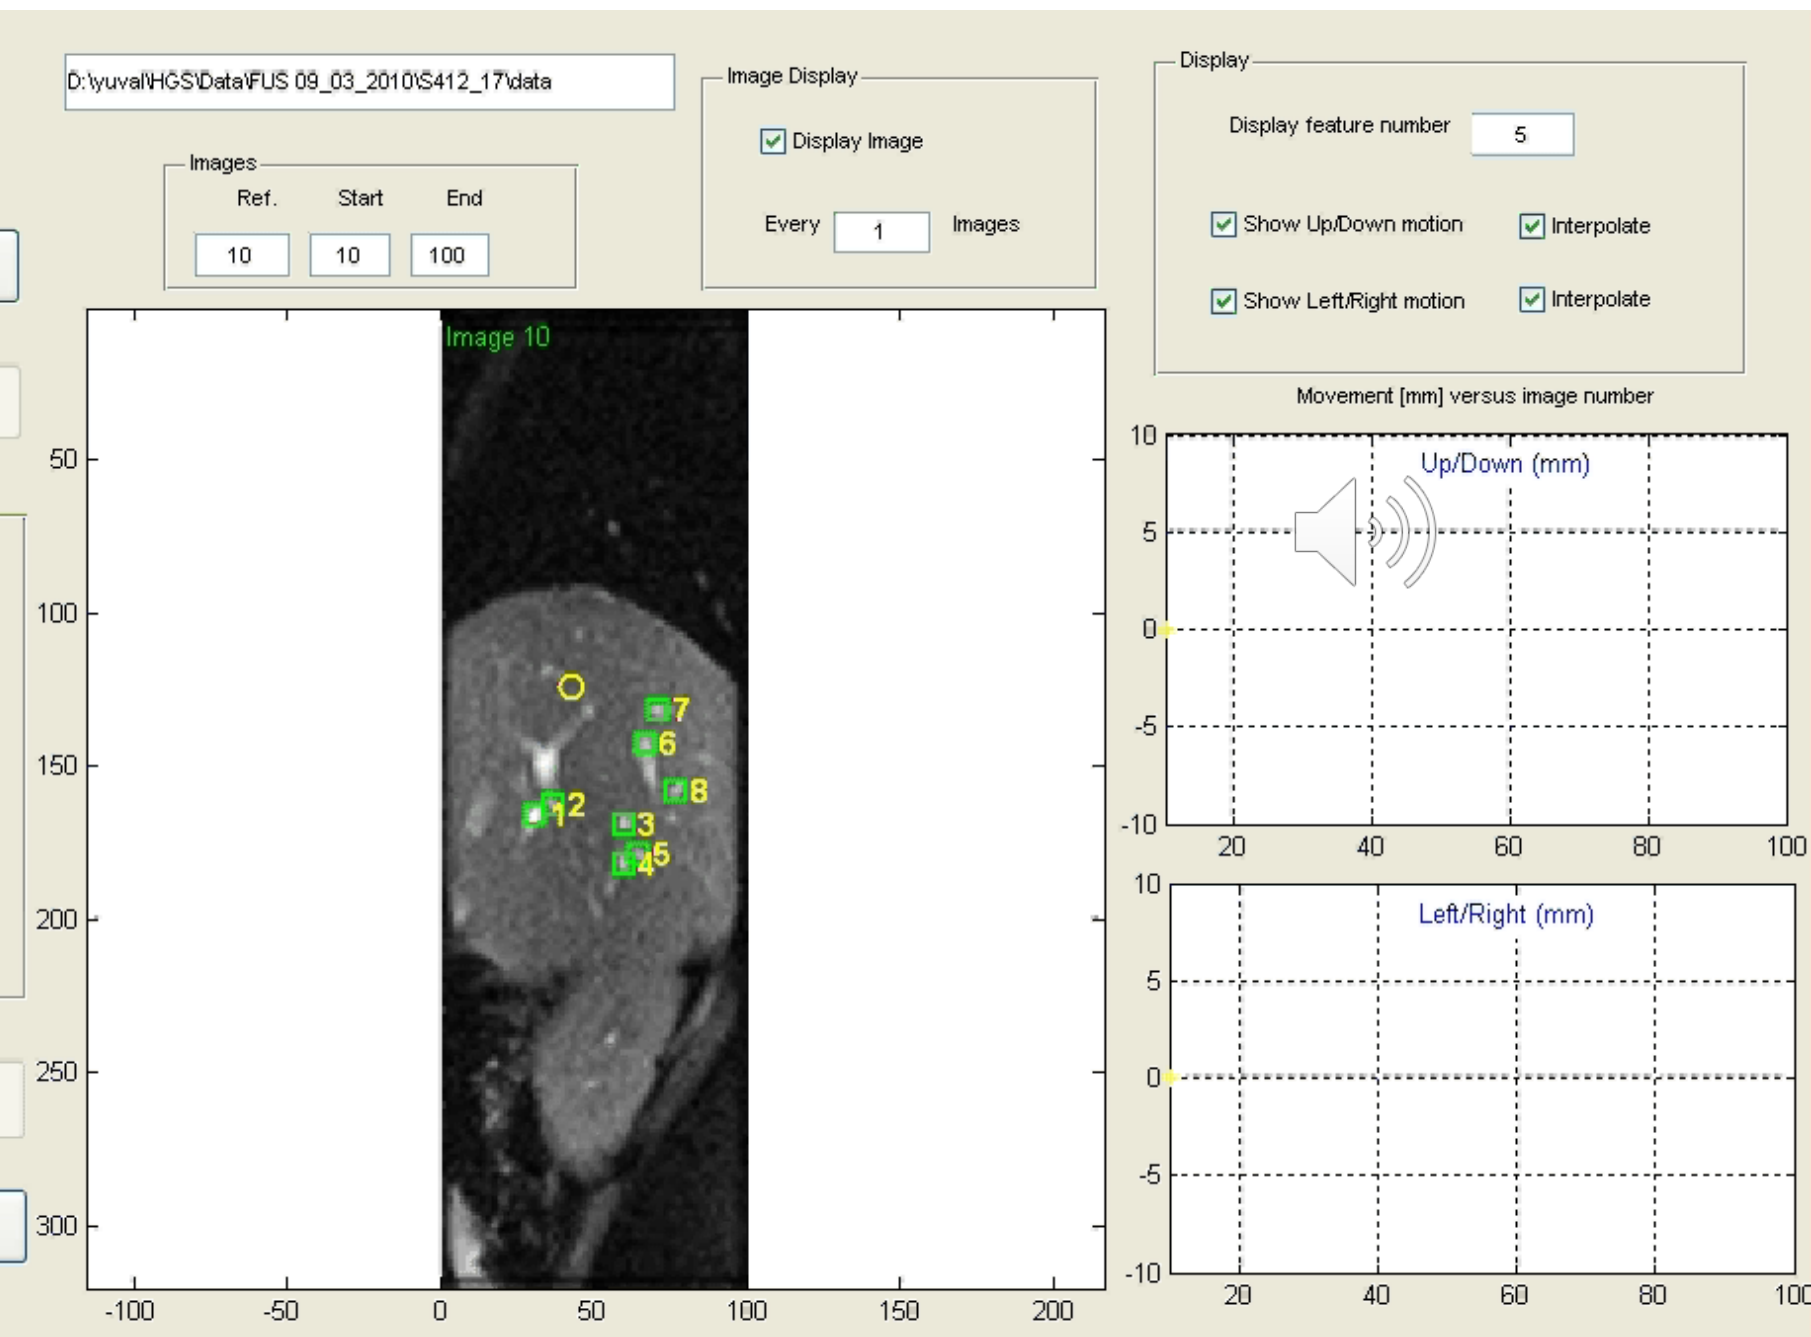 D:\yuval\HGS\Data\FUS 09_03_2010\S412_17\data
Images
Ref. Start End
10 10 100
Image Display
Display Image
Every 1 Images
Display
Display feature number 5
Show Up/Down motion Interpolate
Show Left/Right motion Interpolate
Image 10
50
100
150
200
250
300
-100 -50 0 50 100 150 200
7
6
8
2
1
3
5
4
Movement [mm] versus image number
Up/Down (mm)
10
5
0
-5
-10
20 40 60 80 100
Left/Right (mm)
10
5
0
-5
-10
20 40 60 80 100